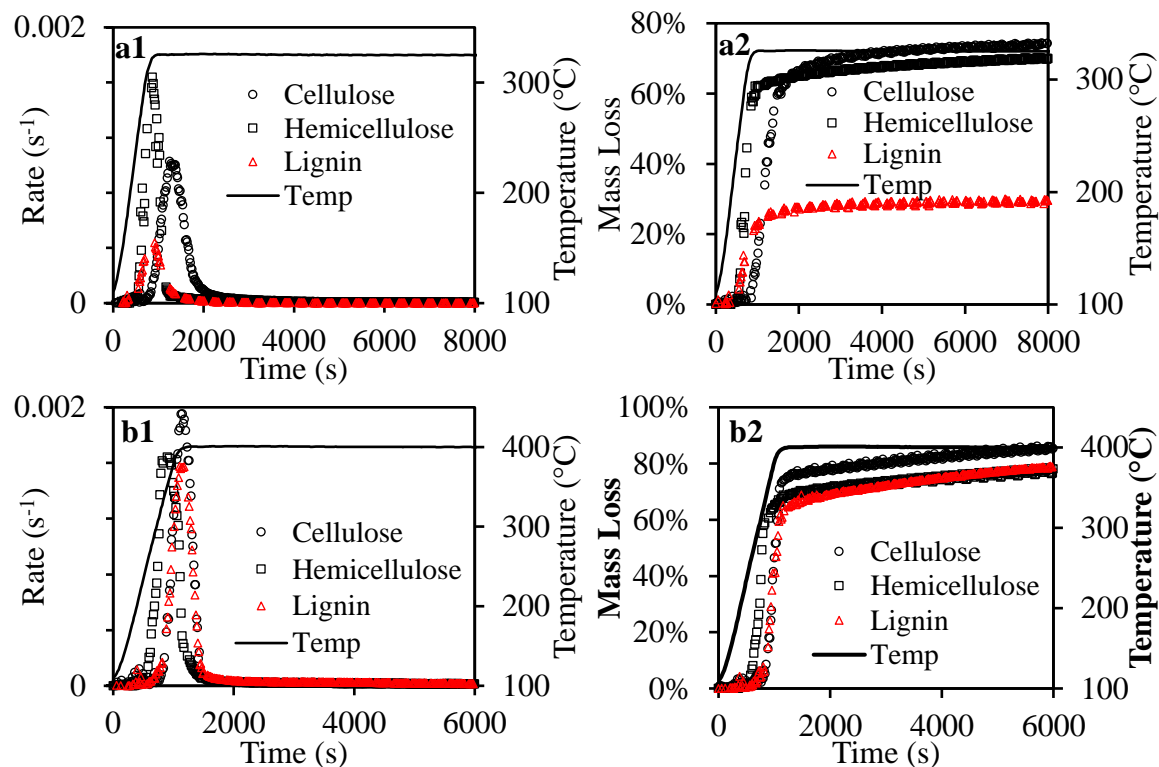 0.002
a1
Rate (s⁻¹)
0
Cellulose
Hemicellulose
Lignin
Temp
300
200
100
Temperature (°C)
0
2000
4000
6000
8000
Time (s)
80%
60%
40%
20%
0%
Mass Loss
a2
Cellulose
Hemicellulose
Lignin
Temp
300
200
100
Temperature (°C)
0
2000
4000
6000
8000
Time (s)
0.002
b1
Rate (s⁻¹)
0
Cellulose
Hemicellulose
Lignin
Temp
400
300
200
100
Temperature (°C)
0
2000
4000
6000
Time (s)
100%
80%
60%
40%
20%
0%
Mass Loss
b2
Cellulose
Hemicellulose
Lignin
Temp
400
300
200
100
Temperature (°C)
0
2000
4000
6000
Time (s)